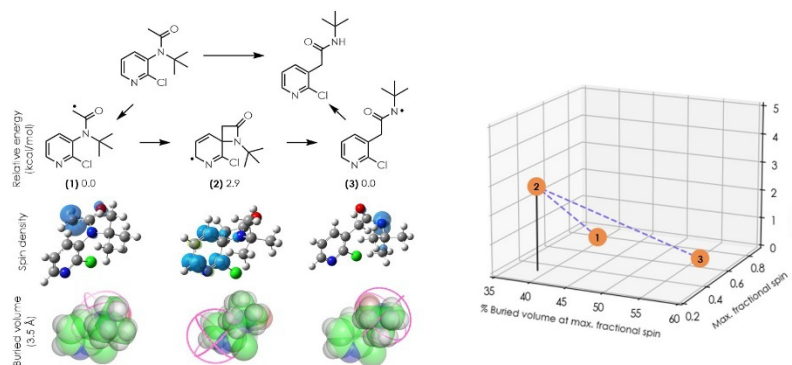 O
N
N
Cl
O
NH
N
Cl
Relative energy
(kcal/mol)
O
N
N
Cl
(1) 0.0
O
N
N
Cl
(2) 2.9
O
N
N
Cl
(3) 0.0
Spin density
Buried volume
(3.5 Å)
5
4
3
2
1
0
2
1
3
35
40
45
50
55
60
0.2
0.4
0.6
0.8
% Buried volume at max. fractional spin
Max. fractional spin